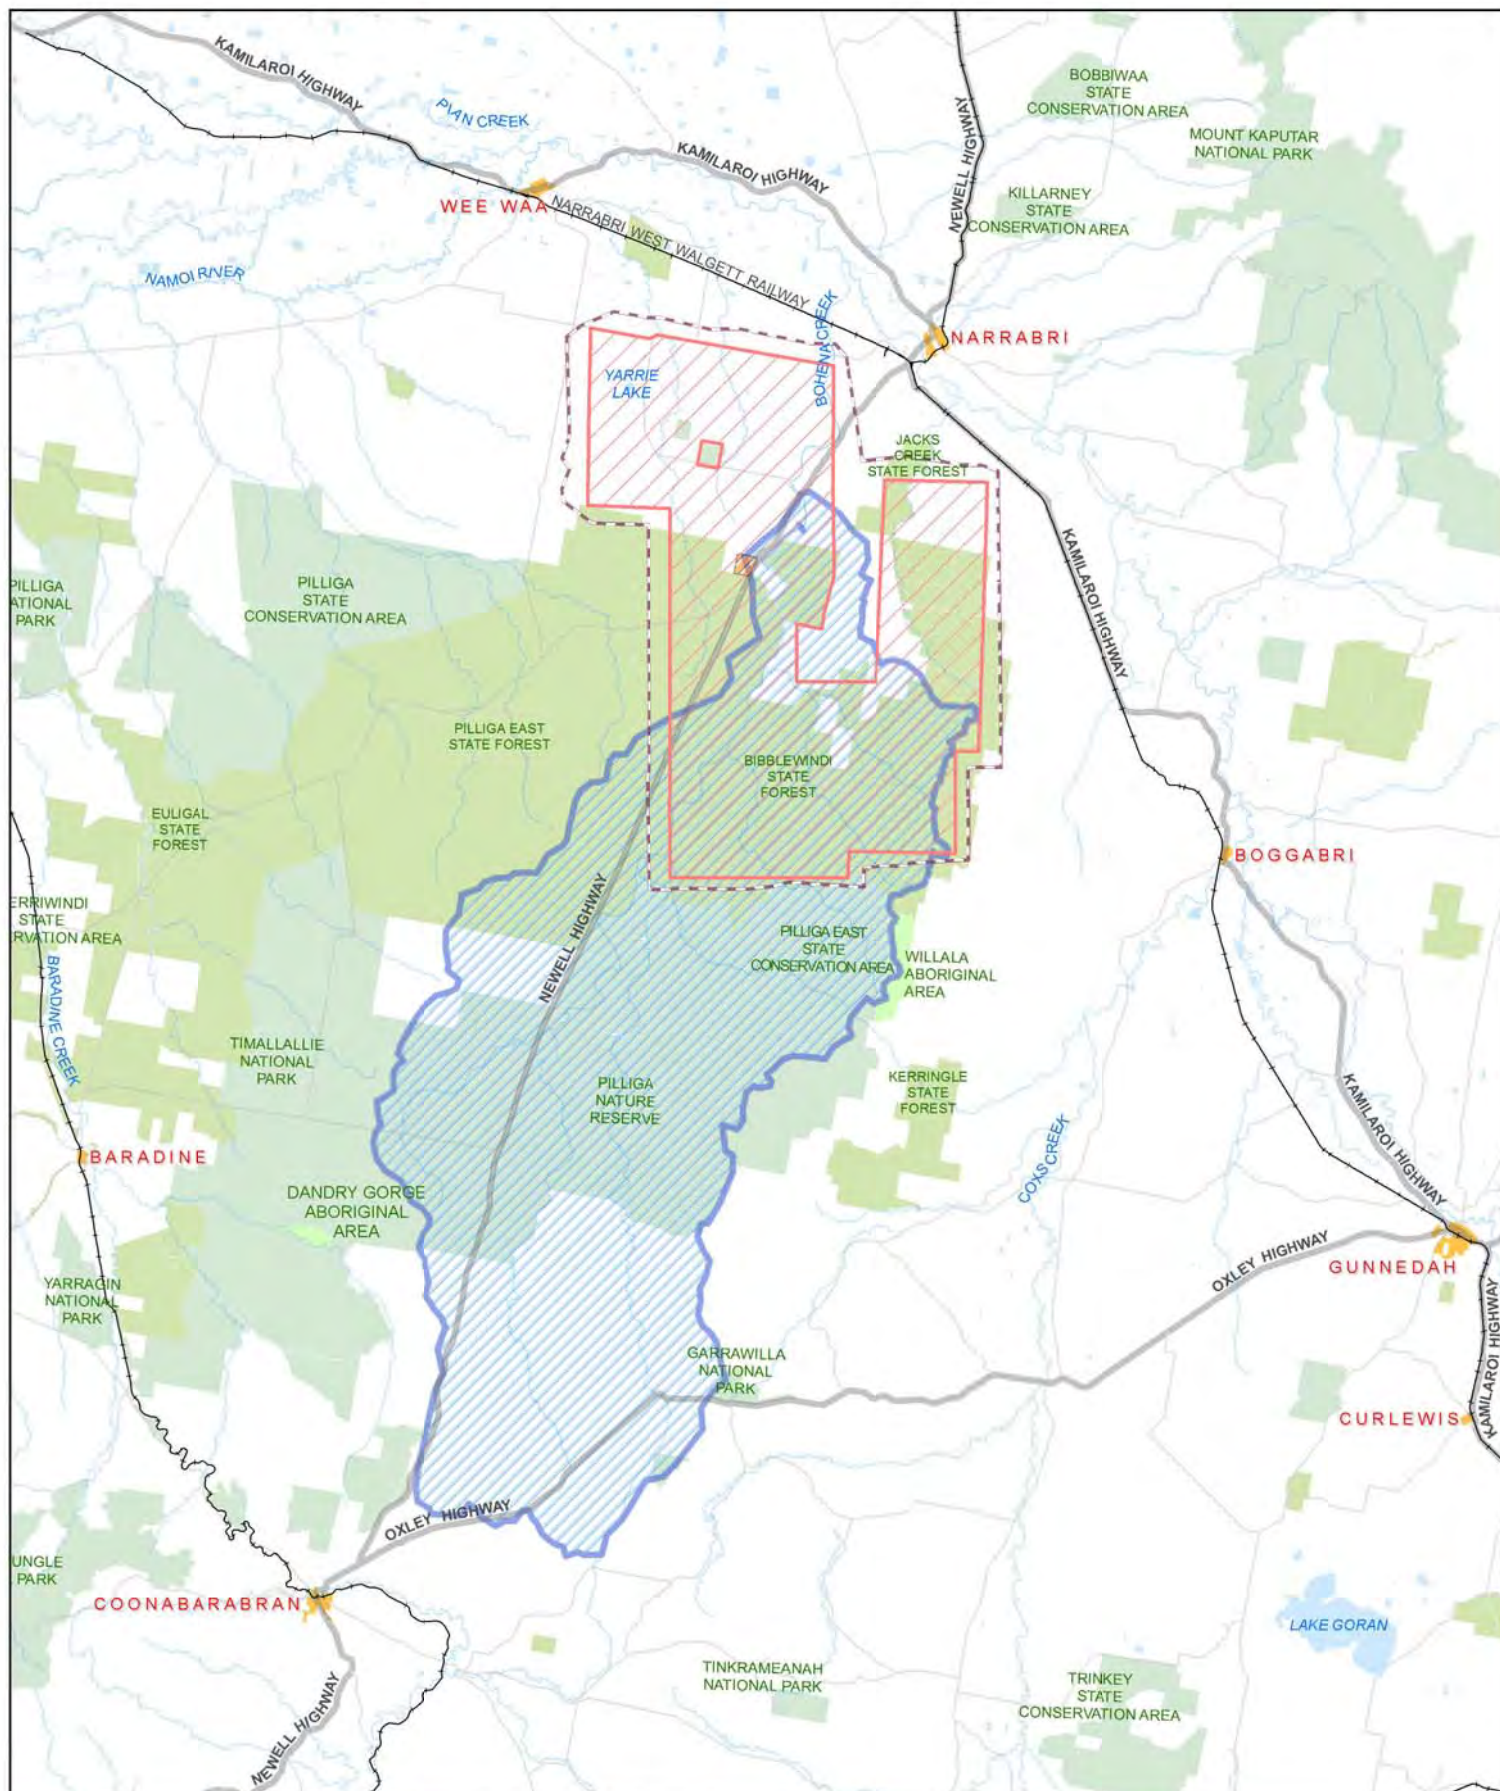 KAMILAROI HIGHWAY
PIAN CREEK
BOBBIWAA
STATE
CONSERVATION AREA
MOUNT KAPUTAR
NATIONAL PARK
NEWELL HIGHWAY
KAMILAROI HIGHWAY
KILLARNEY
STATE
CONSERVATION AREA
WEE WAA
NARRABRI WEST WALGETT RAILWAY
NAMOI RIVER
BOHENA CREEK
NARRABRI
YARRIE
LAKE
JACKS
CREEK
STATE FOREST
KAMILAROI HIGHWAY
PILLIGA
ATIONAL
PARK
PILLIGA
STATE
CONSERVATION AREA
PILLIGA EAST
STATE FOREST
BIBBLEWINDI
STATE
FOREST
EULIGAL
STATE
FOREST
BOGGABRI
ERRIWINDI
STATE
RVATION AREA
NEWELL HIGHWAY
PILLIGA EAST
STATE
CONSERVATION AREA
WILLALA
ABORIGINAL
AREA
BARADINE CREEK
TIMALLALLIE
NATIONAL
PARK
PILLIGA
NATURE
RESERVE
KERRINGLE
STATE
FOREST
COXS CREEK
KAMILAROI HIGHWAY
BARADINE
DANDRY GORGE
ABORIGINAL
AREA
OXLEY HIGHWAY
GUNNEDAH
YARRAGIN
NATIONAL
PARK
KAMILAROI HIGHWAY
GARRAWILLA
NATIONAL
PARK
CURLEWIS
OXLEY HIGHWAY
UNGLE
PARK
COONABARABRAN
LAKE GORAN
NEWELL HIGHWAY
TINKRAMEANAH
NATIONAL PARK
TRINKEY
STATE
CONSERVATION AREA